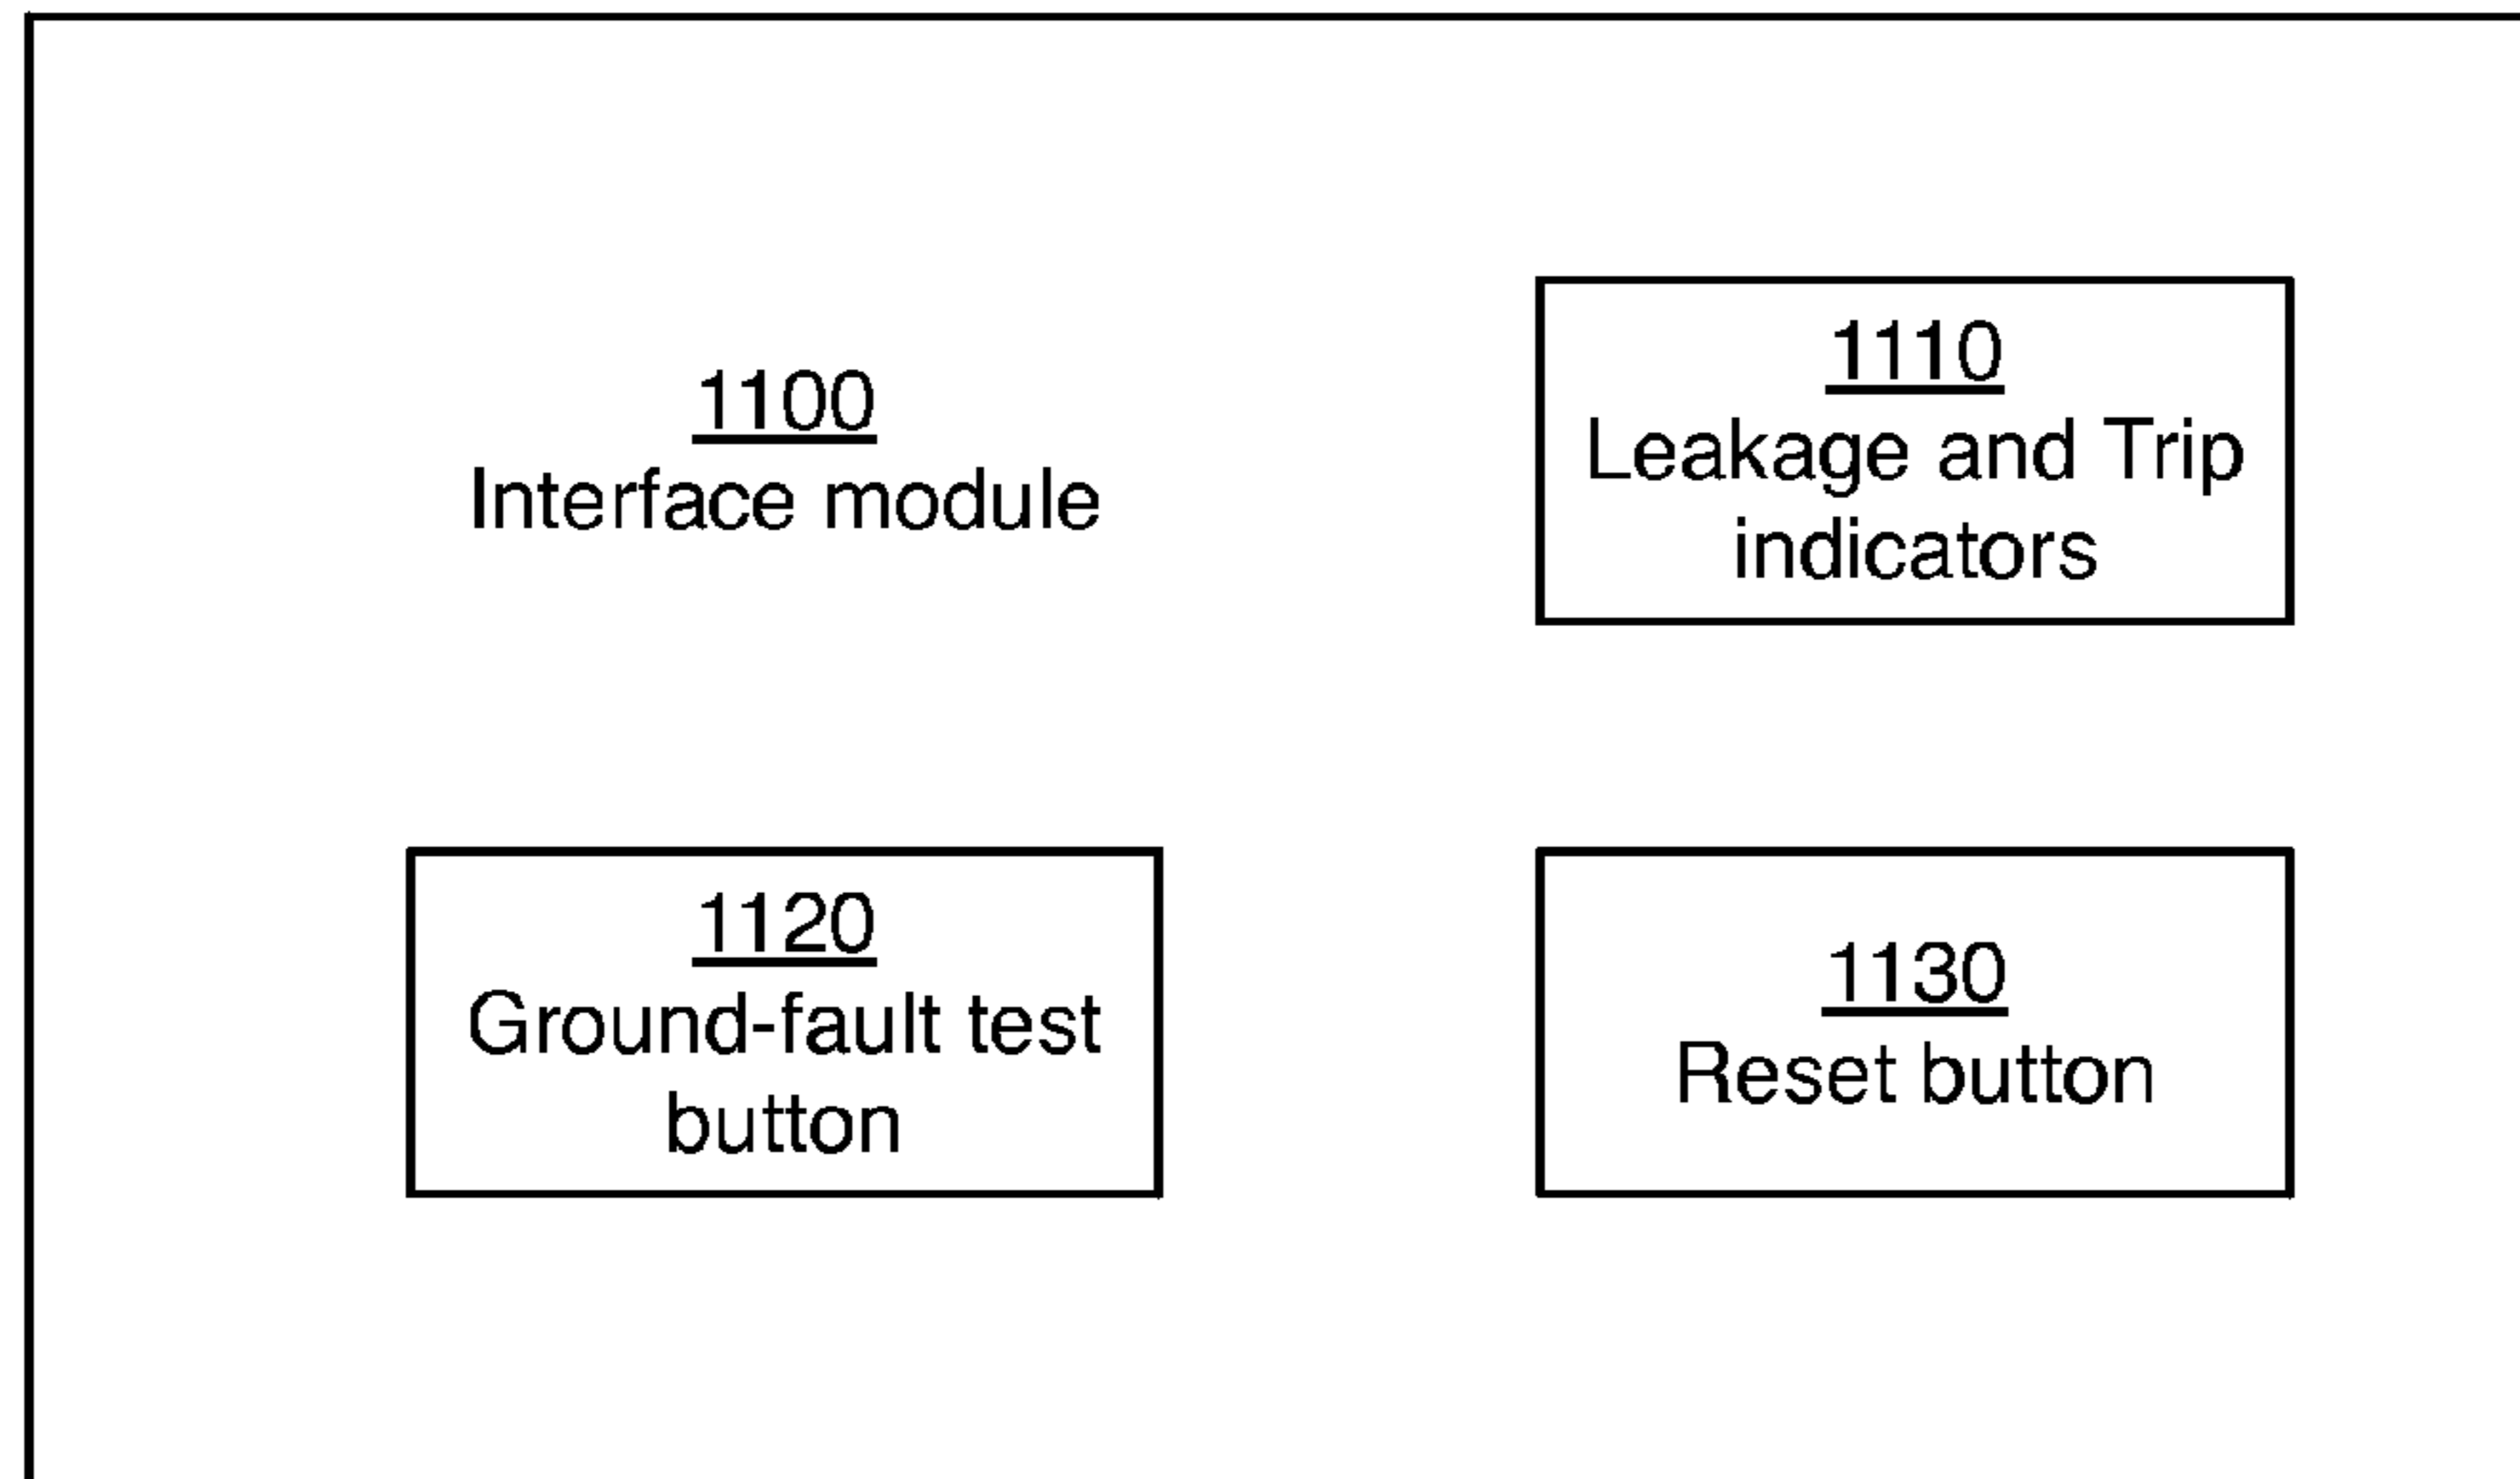 1100
Interface module
1110
Leakage and Trip
indicators
1120
Ground-fault test
button
1130
Reset button